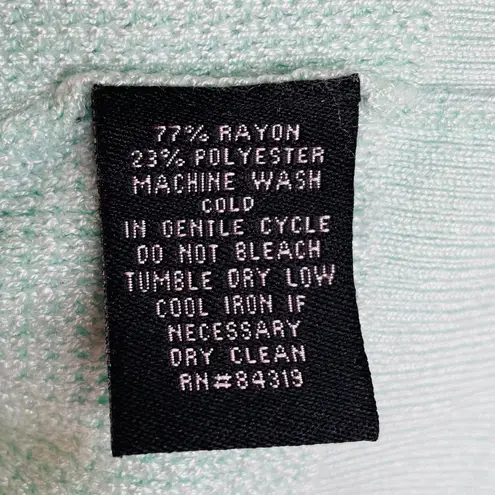 77% RAYON
23% POLYESTER
MACHINE WASH
COLD
IN GENTLE CYCLE
DO NOT BLEACH
TUMBLE DRY LOW
COOL IRON IF
NECESSARY
DRY CLEAN
RN#84319